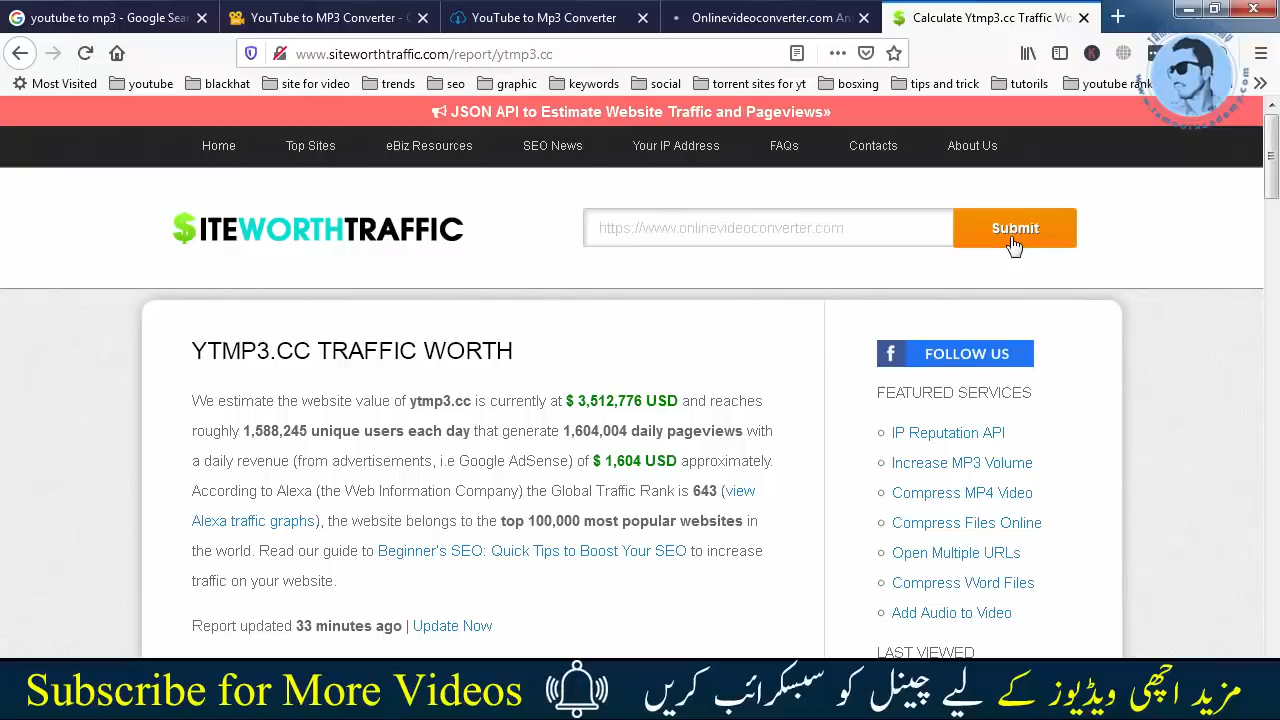 youtube to mp3 - Google Sear
YouTube to MP3 Converter - C
YouTube to Mp3 Converter
Onlinevideoconverter.com An
Calculate Ytmp3.cc Traffic Wo
www.siteworthtraffic.com/report/ytmp3.cc
Most Visited youtube blackhat site for video trends seo graphic keywords social torrent sites for yt bosxing tips and trick tutorils youtube rank
JSON API to Estimate Website Traffic and Pageviews»
Home Top Sites eBiz Resources SEO News Your IP Address FAQs Contacts About Us
$ITEWORTHTRAFFIC
https://www.onlinevideoconverter.com
Submit
YTMP3.CC TRAFFIC WORTH
We estimate the website value of ytmp3.cc is currently at $ 3,512,776 USD and reaches
roughly 1,588,245 unique users each day that generate 1,604,004 daily pageviews with
a daily revenue (from advertisements, i.e Google AdSense) of $ 1,604 USD approximately.
According to Alexa (the Web Information Company) the Global Traffic Rank is 643 (view
Alexa traffic graphs), the website belongs to the top 100,000 most popular websites in
the world. Read our guide to Beginner's SEO: Quick Tips to Boost Your SEO to increase
traffic on your website.
Report updated 33 minutes ago | Update Now
f FOLLOW US
FEATURED SERVICES
IP Reputation API
Increase MP3 Volume
Compress MP4 Video
Compress Files Online
Open Multiple URLs
Compress Word Files
Add Audio to Video
LAST VIEWED
Subscribe for More Videos
مزید اچھی ویڈیوز کے لیے چینل کو سبسکرائب کریں